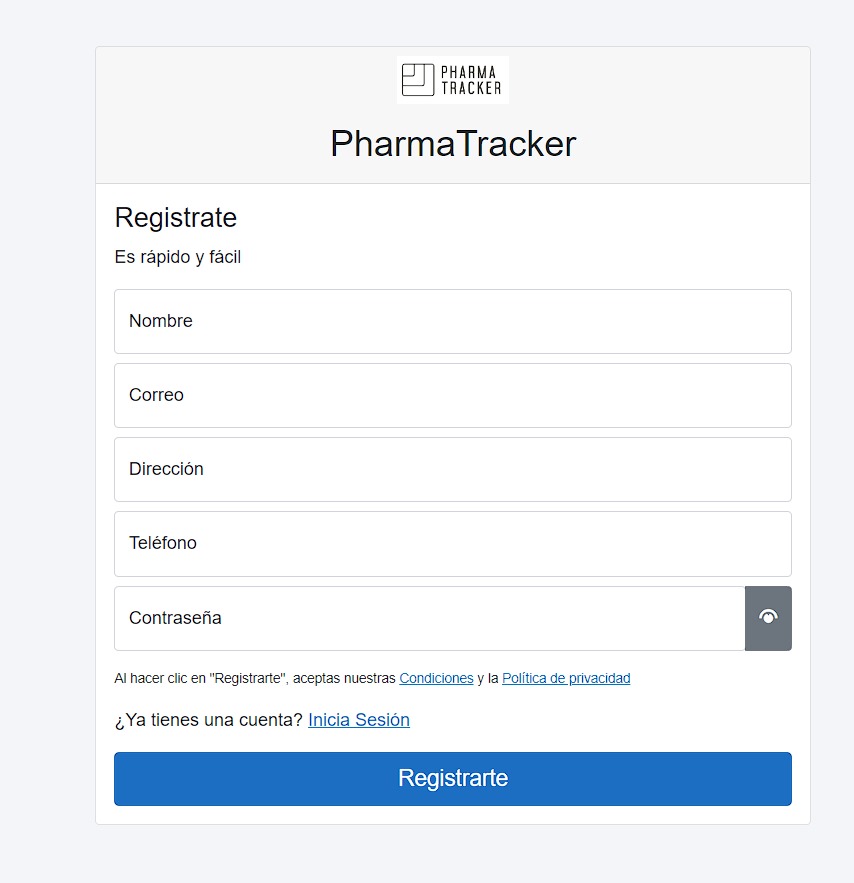 PHARMA
TRACKER
PharmaTracker
Registrate
Es rápido y fácil
Nombre
Correo
Dirección
Teléfono
Contraseña
Al hacer clic en "Registrarte", aceptas nuestras Condiciones y la Política de privacidad
¿Ya tienes una cuenta? Inicia Sesión
Registrarte